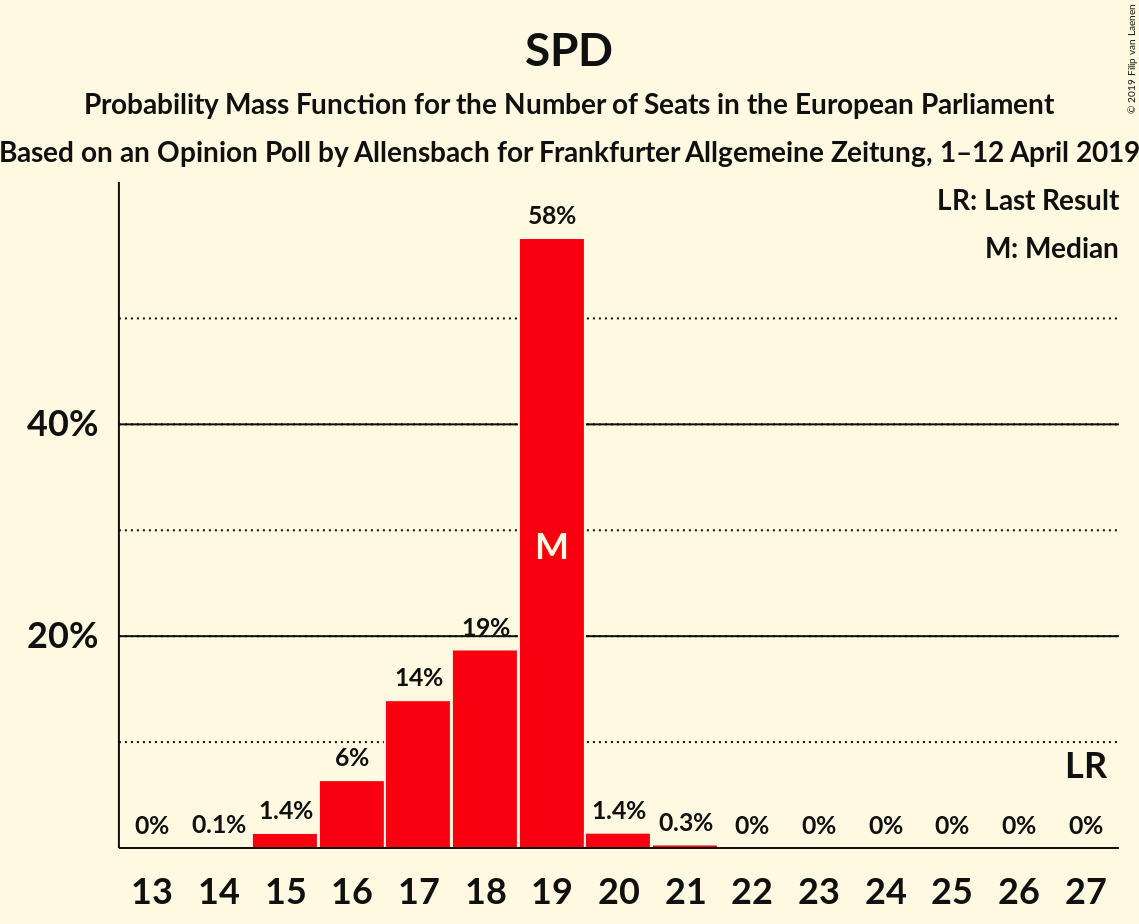 SPD
Probability Mass Function for the Number of Seats in the European Parliament
Based on an Opinion Poll by Allensbach for Frankfurter Allgemeine Zeitung, 1–12 April 2019
© 2019 Filip van Laenen
LR: Last Result
M: Median
58%
40%
M
19%
20%
14%
6%
LR
0% 0.1% 1.4% 1.4% 0.3% 0% 0% 0% 0% 0% 0%
13 14 15 16 17 18 19 20 21 22 23 24 25 26 27